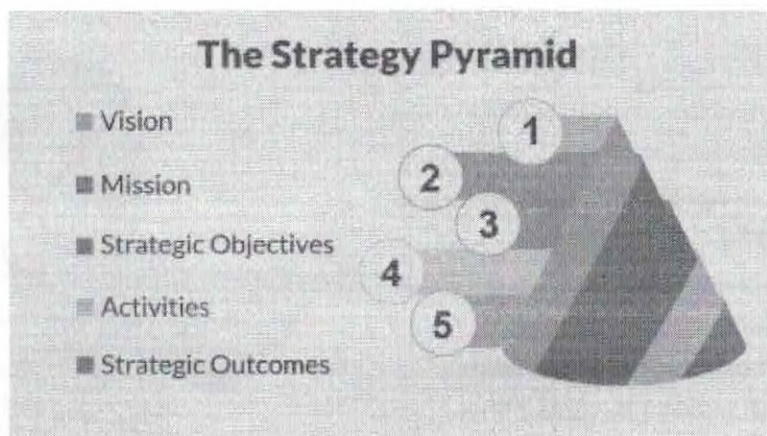 The Strategy Pyramid
Vision
Mission
Strategic Objectives
Activities
Strategic Outcomes
1
2
3
4
5